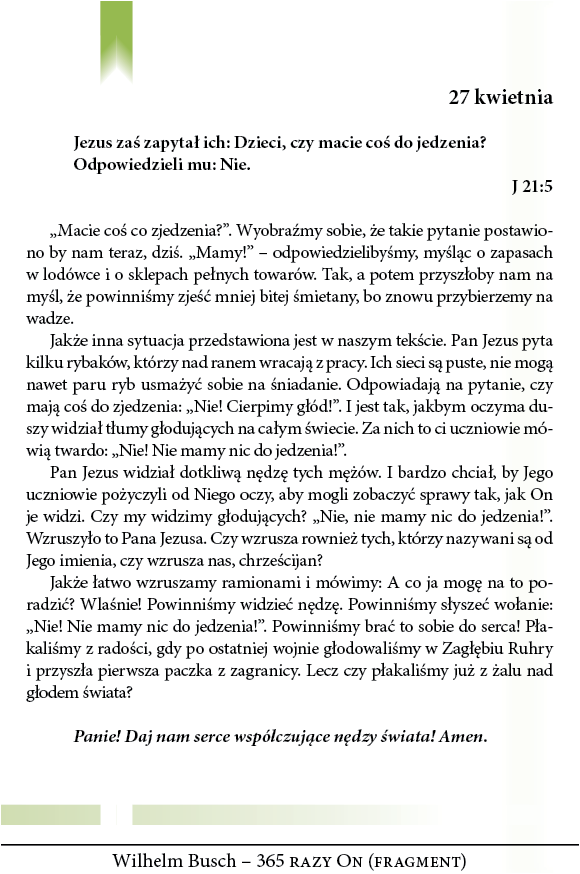 27 kwietnia
Jezus zaś zapytał ich: Dzieci, czy macie coś do jedzenia?
Odpowiedzieli mu: Nie.
J 21:5
„Macie coś co zjedzenia?”. Wyobraźmy sobie, że takie pytanie postawio-
no by nam teraz, dziś. „Mamy!” – odpowiedzielibyśmy, myśląc o zapasach
w lodówce i o sklepach pełnych towarów. Tak, a potem przyszłoby nam na
myśl, że powinniśmy zjeść mniej bitej śmietany, bo znowu przybierzemy na
wadze.
Jakże inna sytuacja przedstawiona jest w naszym tekście. Pan Jezus pyta
kilku rybaków, którzy nad ranem wracają z pracy. Ich sieci są puste, nie mogą
nawet paru ryb usmażyć sobie na śniadanie. Odpowiadają na pytanie, czy
mają coś do zjedzenia: „Nie! Cierpimy głód!”. I jest tak, jakbym oczyma du-
szy widział tłumy głodujących na całym świecie. Za nich to ci uczniowie mó-
wią twardo: „Nie! Nie mamy nic do jedzenia!”.
Pan Jezus widział dotkliwą nędzę tych mężów. I bardzo chciał, by Jego
uczniowie pożyczyli od Niego oczy, aby mogli zobaczyć sprawy tak, jak On
je widzi. Czy my widzimy głodujących? „Nie, nie mamy nic do jedzenia!”.
Wzruszyło to Pana Jezusa. Czy wzrusza rownież tych, którzy nazywani są od
Jego imienia, czy wzrusza nas, chrześcijan?
Jakże łatwo wzruszamy ramionami i mówimy: A co ja mogę na to po-
radzić? Wlaśnie! Powinniśmy widzieć nędzę. Powinniśmy słyszeć wołanie:
„Nie! Nie mamy nic do jedzenia!”. Powinniśmy brać to sobie do serca! Pła-
kaliśmy z radości, gdy po ostatniej wojnie głodowaliśmy w Zagłębiu Ruhry
i przyszła pierwsza paczka z zagranicy. Lecz czy płakaliśmy już z żalu nad
głodem świata?
Panie! Daj nam serce współczujące nędzy świata! Amen.
Wilhelm Busch – 365 razy On (fragment)